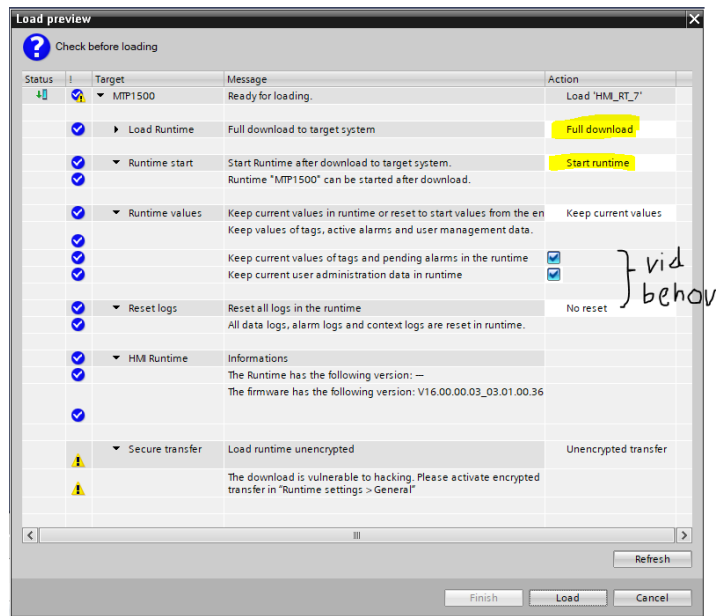 Load preview
Check before loading
Status ! Target Message Action
MTP1500 Ready for loading. Load 'HMI_RT_7'
Load Runtime Full download to target system Full download
Runtime start Start Runtime after download to target system. Start runtime
Runtime "MTP1500" can be started after download.
Runtime values Keep current values in runtime or reset to start values from the en Keep current values
Keep values of tags, active alarms and user management data.
Keep current values of tags and pending alarms in the runtime
Keep current user administration data in runtime
vid
behov
Reset logs Reset all logs in the runtime No reset
All data logs, alarm logs and context logs are reset in runtime.
HMI Runtime Informations
The Runtime has the following version: —
The firmware has the following version: V16.00.00.03_03.01.00.36
Secure transfer Load runtime unencrypted Unencrypted transfer
The download is vulnerable to hacking. Please activate encrypted
transfer in "Runtime settings > General"
Refresh
Finish Load Cancel